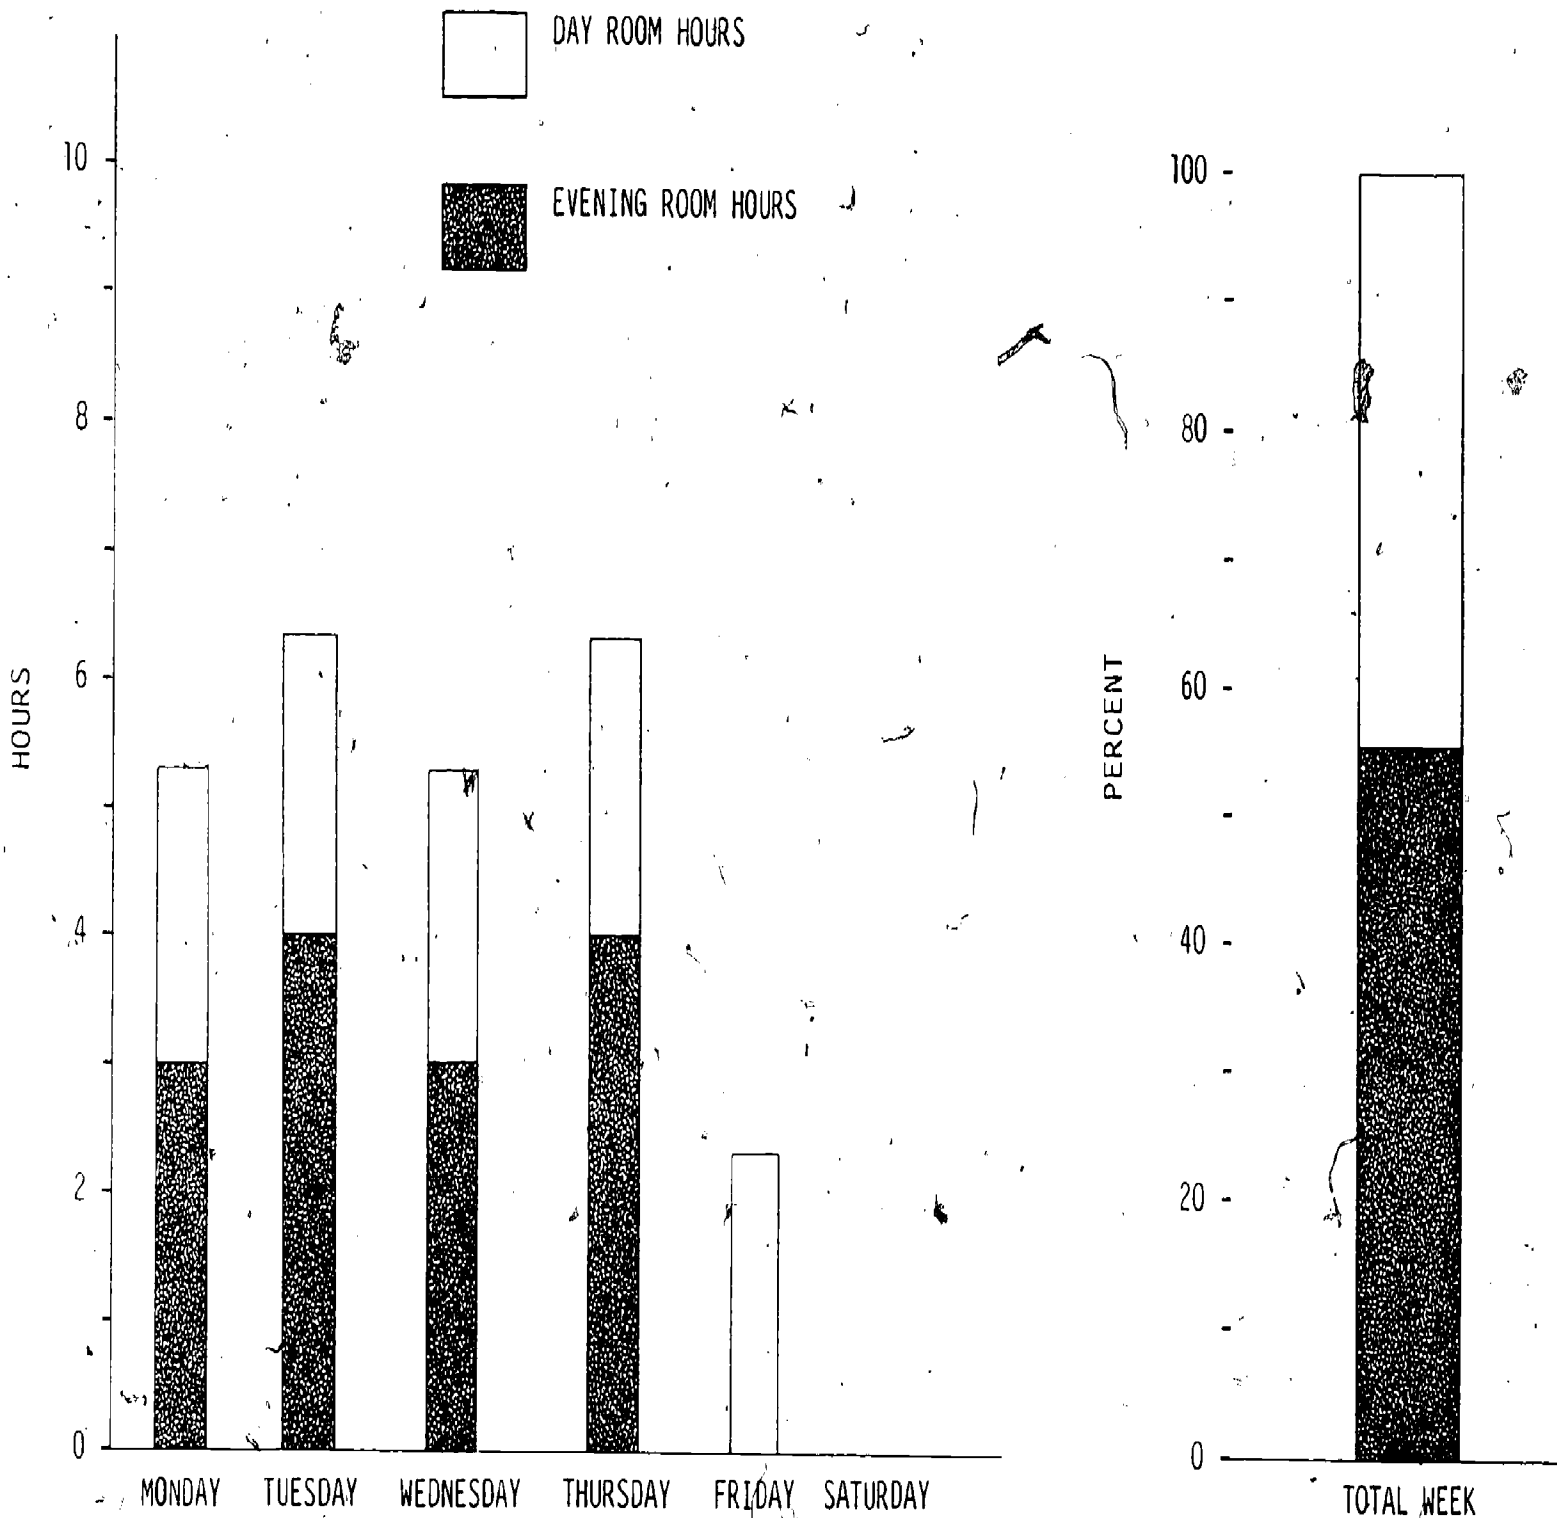 DAY ROOM HOURS
EVENING ROOM HOURS
HOURS
10
8
6
4
2
0
MONDAY TUESDAY WEDNESDAY THURSDAY FRIDAY SATURDAY
PERCENT
100
80
60
40
20
0
TOTAL WEEK